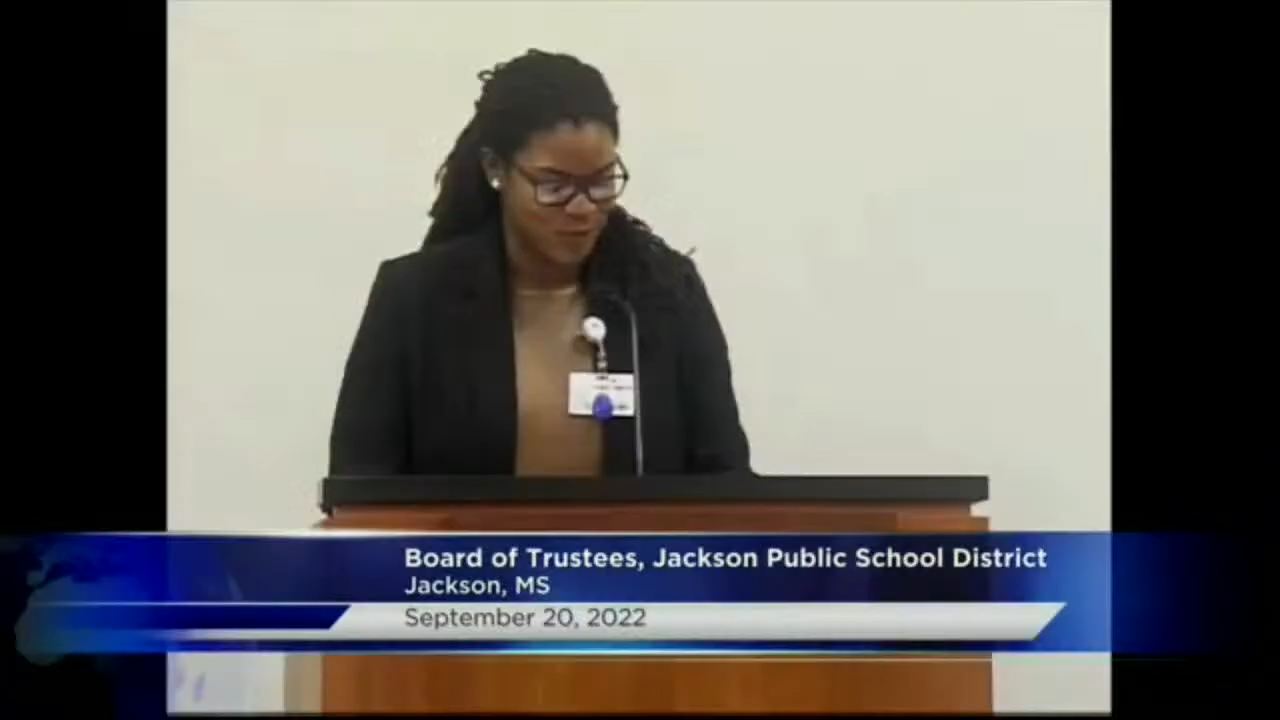 Board of Trustees, Jackson Public School District
Jackson, MS
September 20, 2022